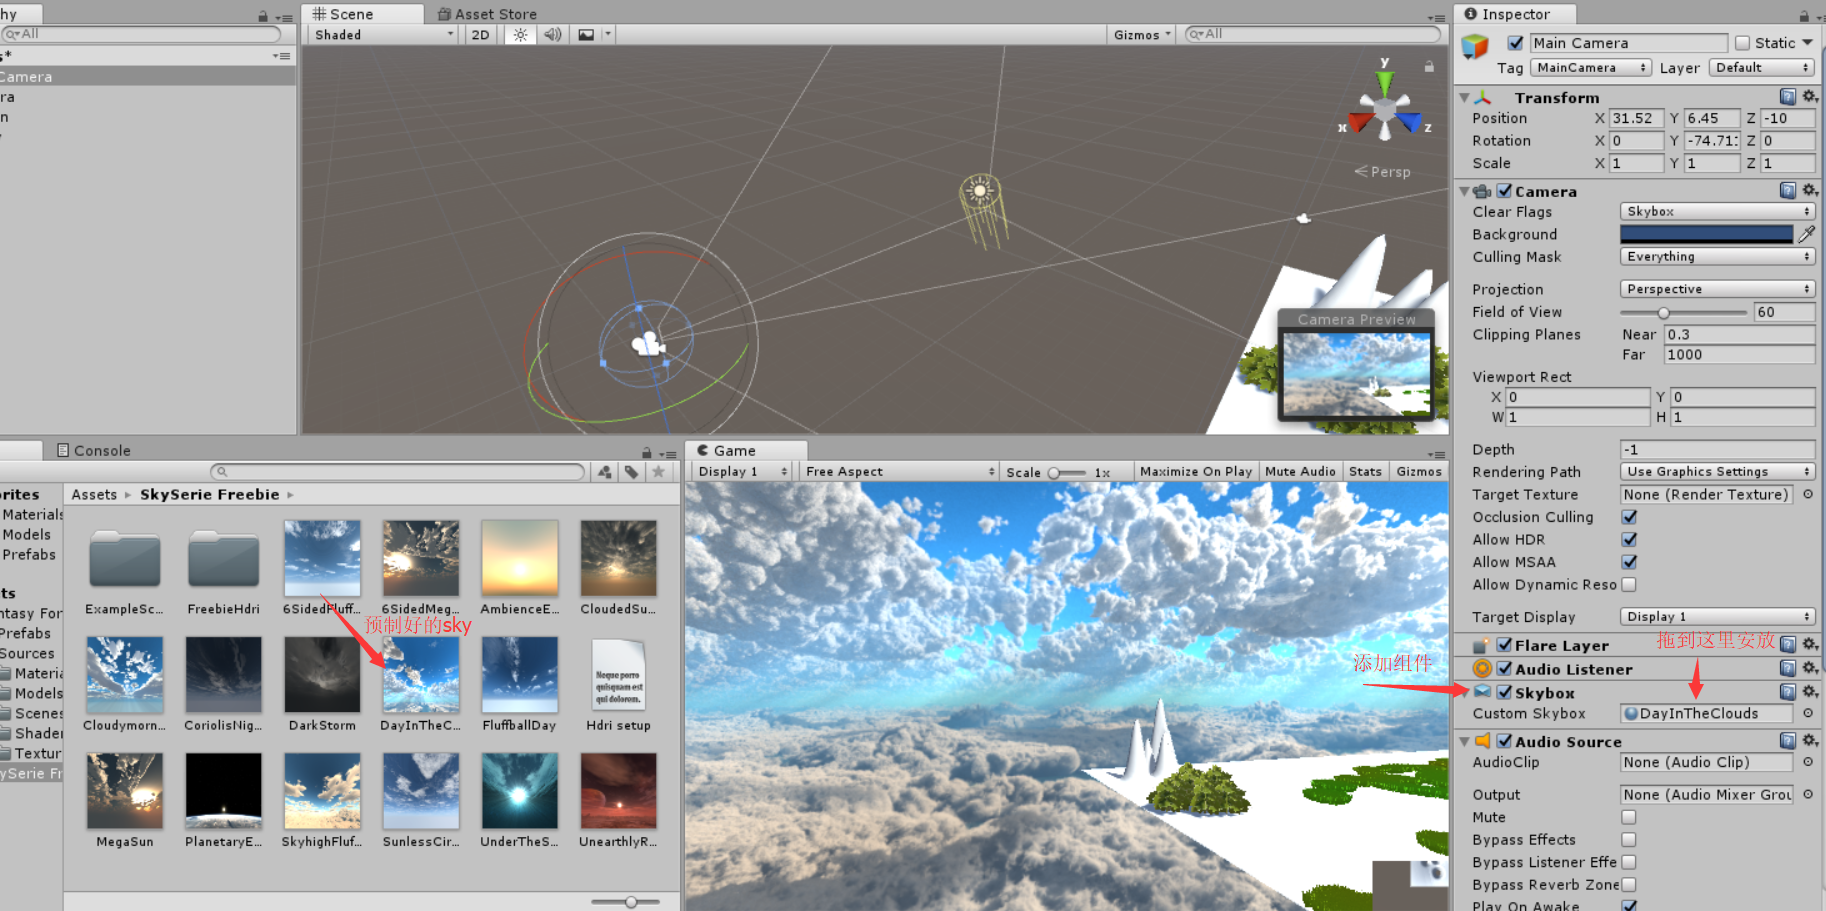 hy
All
s*
Camera
ra
n
Scene
Asset Store
Shaded
2D
Gizmos
All
y
x
z
Persp
Camera Preview
Inspector
Main Camera
Static
Tag MainCamera Layer Default
Transform
Position X 31.52 Y 6.45 Z -10
Rotation X 0 Y -74.71 Z 0
Scale X 1 Y 1 Z 1
Camera
Clear Flags Skybox
Background
Culling Mask Everything
Projection Perspective
Field of View 60
Clipping Planes Near 0.3
Far 1000
Viewport Rect
X 0 Y 0
W 1 H 1
Depth -1
Rendering Path Use Graphics Settings
Target Texture None (Render Texture)
Occlusion Culling
Allow HDR
Allow MSAA
Allow Dynamic Reso
Target Display Display 1
Flare Layer
拖到这里安放
Audio Listener
添加组件
Skybox
Custom Skybox DayInTheClouds
Audio Source
AudioClip None (Audio Clip)
Output None (Audio Mixer Grou
Mute
Bypass Effects
Bypass Listener Effe
Bypass Reverb Zone
Play On Awake
Console
orites
Materials
Models
Prefabs
ts
ntasy For
Prefabs
Sources
Materia
Models
Scenes
Shader
Textur
ySerie Fr
Assets SkySerie Freebie
ExampleSc...
FreebieHdri
6SidedFluff...
6SidedMeg...
AmbienceE...
CloudedSu...
预制好的sky
Neque porro
quisquam est
qui dolorem.
Cloudymorn...
CoriolisNig...
DarkStorm
DayInTheC...
FluffballDay
Hdri setup
MegaSun
PlanetaryE...
SkyhighFluf...
SunlessCir...
UnderTheS...
UnearthlyR...
Game
Display 1
Free Aspect
Scale 1x
Maximize On Play
Mute Audio
Stats
Gizmos